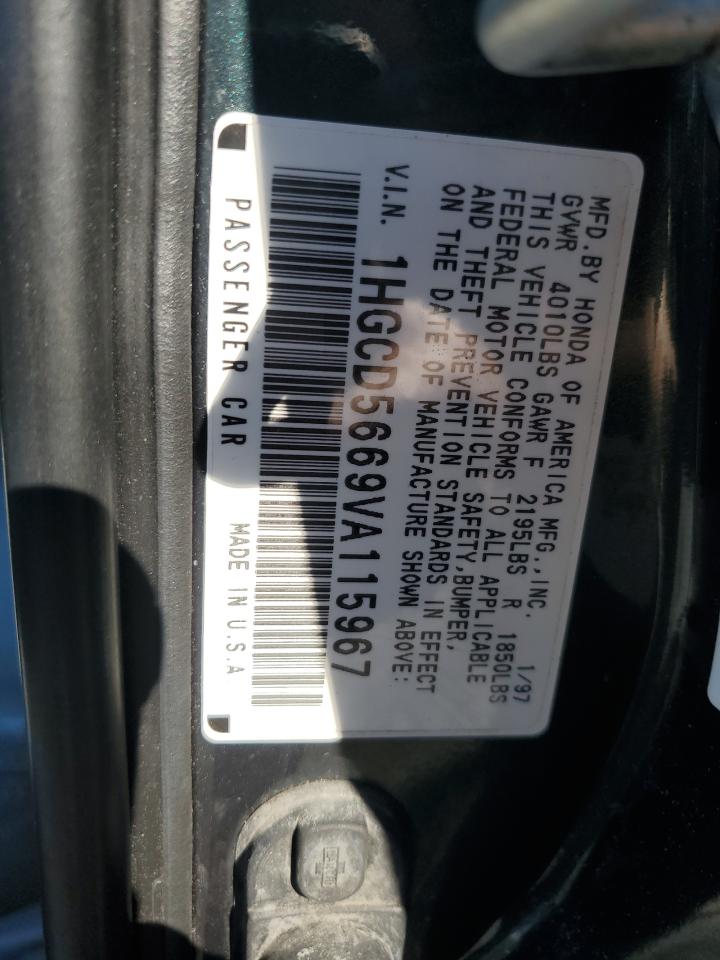 MFD.BY HONDA OF AMERICA MFG.,INC. 1/97
GVWR 4010LBS GAWR F 2195LBS R 1850LBS
THIS VEHICLE CONFORMS TO ALL APPLICABLE
FEDERAL MOTOR VEHICLE SAFETY,BUMPER,
AND THEFT PREVENTION STANDARDS IN EFFECT
ON THE DATE OF MANUFACTURE SHOWN ABOVE:
V.I.N. 1HGCD5669VA115967
PASSENGER CAR MADE IN U.S.A